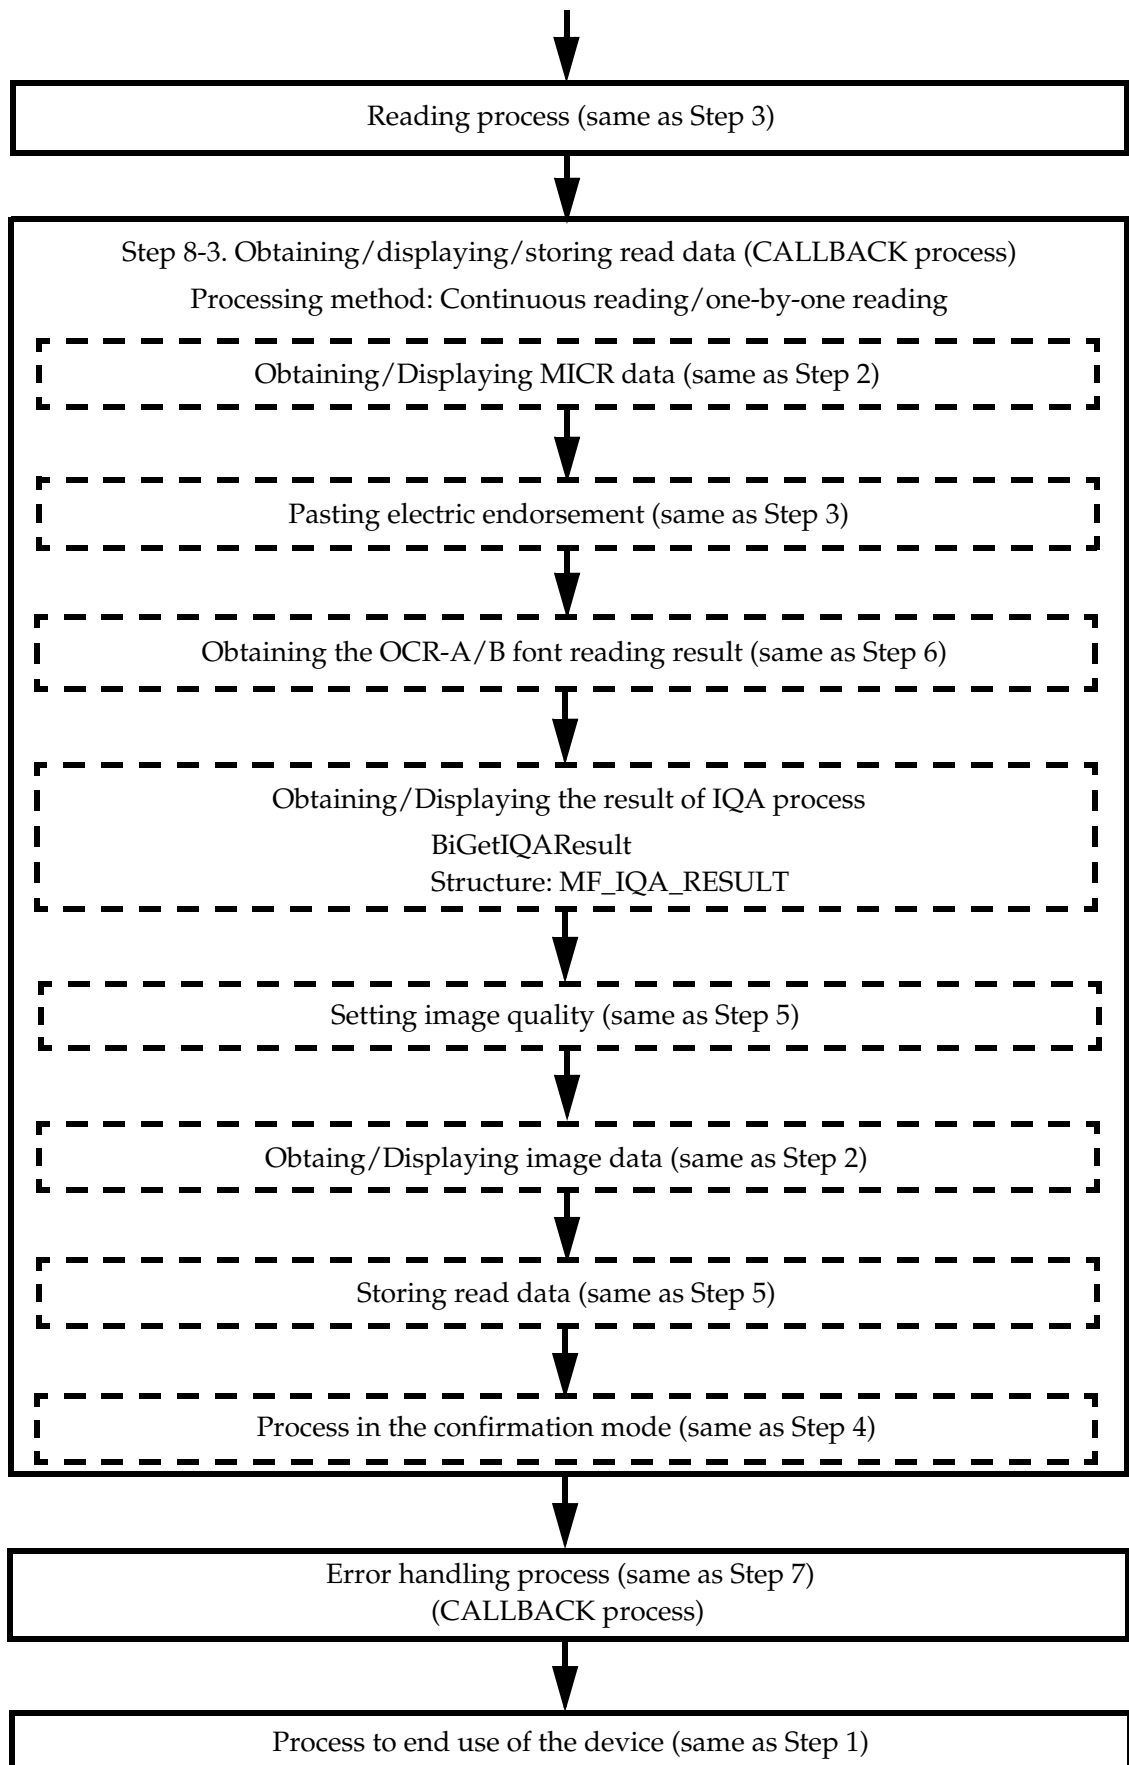 Reading process (same as Step 3)
Step 8-3. Obtaining/displaying/storing read data (CALLBACK process)
Processing method: Continuous reading/one-by-one reading
Obtaining/Displaying MICR data (same as Step 2)
Pasting electric endorsement (same as Step 3)
Obtaining the OCR-A/B font reading result (same as Step 6)
Obtaining/Displaying the result of IQA process
BiGetIQAResult
Structure: MF_IQA_RESULT
Setting image quality (same as Step 5)
Obtaing/Displaying image data (same as Step 2)
Storing read data (same as Step 5)
Process in the confirmation mode (same as Step 4)
Error handling process (same as Step 7)
(CALLBACK process)
Process to end use of the device (same as Step 1)